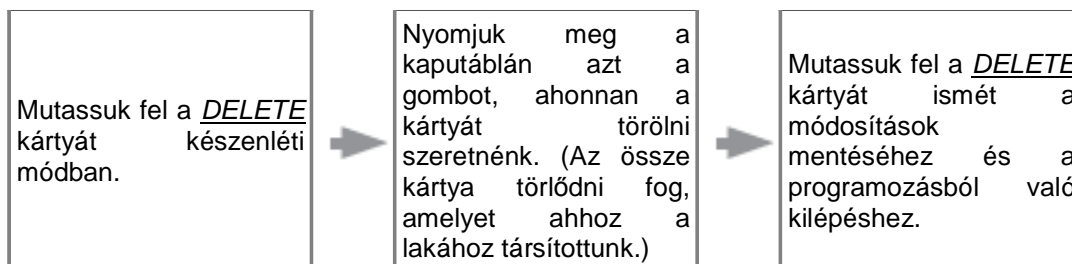 Mutassuk fel a DELETE
kártyát készenléti
módban.
Nyomjuk meg a
kaputáblán azt a
gombot, ahonnan a
kártyát törölni
szeretnénk. (Az össze
kártya törlődni fog,
amelyet ahhoz a
lakához társítottunk.)
Mutassuk fel a DELETE
kártyát ismét a
módosítások
mentéséhez és a
programozásból való
kilépéshez.